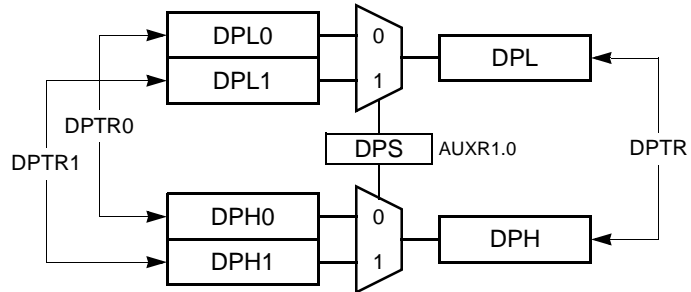 DPL0
0
DPL
DPL1
1
DPTR0
DPS
AUXR1.0
DPTR
DPTR1
DPH0
0
DPH
DPH1
1